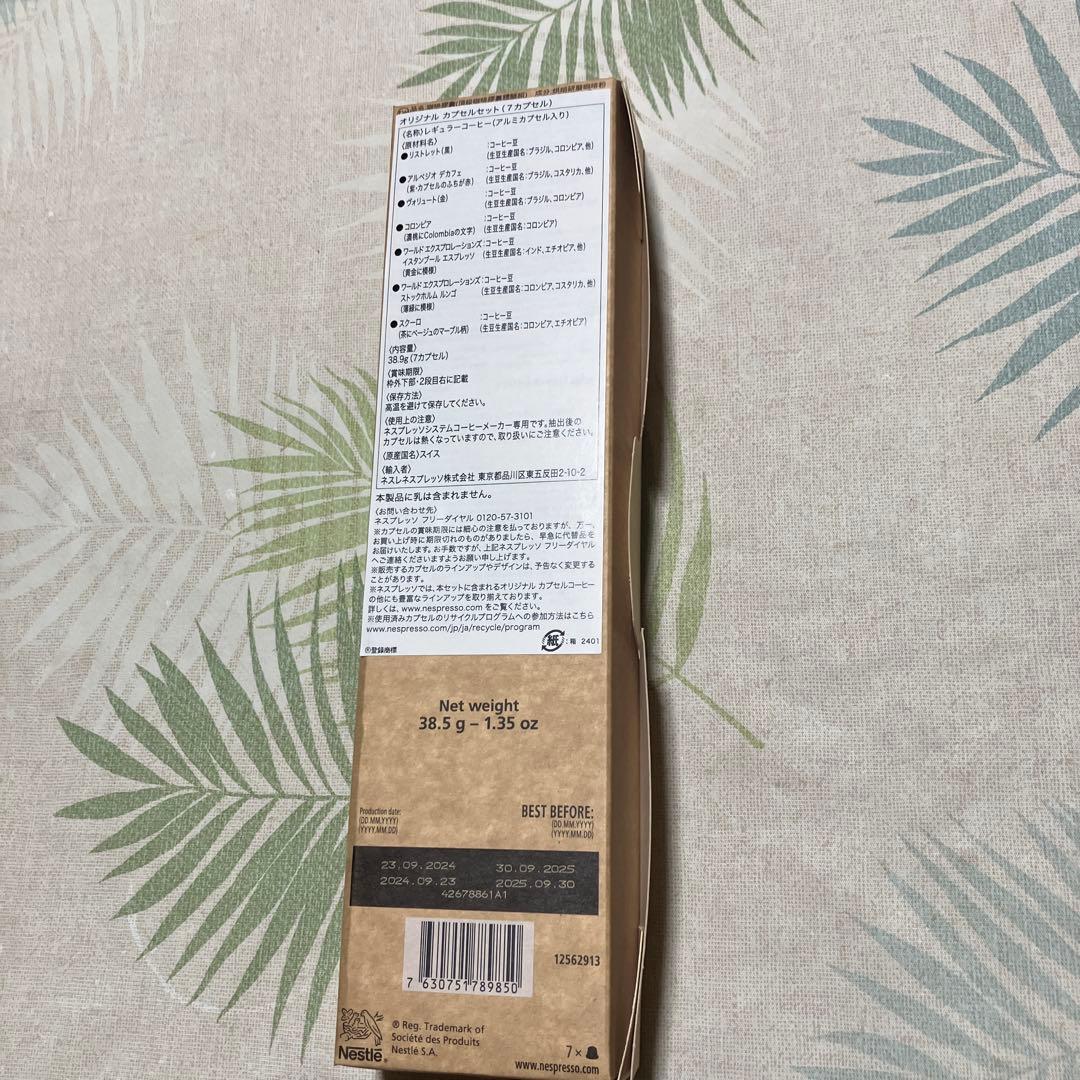 オリジナル カプセルセット(7カプセル)
〈名称〉レギュラーコーヒー(アルミカプセル入り)
〈原材料名〉
●リストレット(黒) :コーヒー豆
(生豆生産国名:ブラジル、コロンビア、他)
●アルペジオ デカフェ :コーヒー豆
(紫・カプセルのふちが赤) (生豆生産国名:ブラジル、コスタリカ、他)
●ヴォリュート(金) :コーヒー豆
(生豆生産国名:ブラジル、コロンビア)
●コロンビア :コーヒー豆
(濃桃にColombiaの文字) (生豆生産国名:コロンビア)
●ワールド エクスプロレーションズ :コーヒー豆
イスタンブール エスプレッソ (生豆生産国名:インド、エチオピア、他)
(黄金に模様)
●ワールド エクスプロレーションズ :コーヒー豆
ストックホルム ルンゴ (生豆生産国名:コロンビア、コスタリカ、他)
(薄緑に模様)
●スクーロ :コーヒー豆
(茶にベージュのマーブル柄) (生豆生産国名:コロンビア、エチオピア)
〈内容量〉
38.9g(7カプセル)
〈賞味期限〉
枠外下部・2段目右に記載
〈保存方法〉
高温を避けて保存してください。
〈使用上の注意〉
ネスプレッソシステムコーヒーメーカー専用です。抽出後の
カプセルは熱くなっていますので、取り扱いにご注意ください。
〈原産国名〉スイス
〈輸入者〉
ネスレネスプレッソ株式会社 東京都品川区東五反田2-10-2
本製品に乳は含まれません。
〈お問い合わせ先〉
ネスプレッソ フリーダイヤル 0120-57-3101
※カプセルの賞味期限には細心の注意を払っておりますが、万一、
お買い上げ時に期限切れのものがありましたら、早急に代替品を
お届けいたします。お手数ですが、上記ネスプレッソ フリーダイヤル
へご連絡くださいますようお願い申し上げます。
※販売するカプセルのラインアップやデザインは、予告なく変更する
ことがあります。
※ネスプレッソでは、本セットに含まれるオリジナル カプセルコーヒー
の他にも豊富なラインアップを取り揃えております。
詳しくは、www.nespresso.com をご覧ください。
※使用済みカプセルのリサイクルプログラムへの参加方法はこちら
www.nespresso.com/jp/ja/recycle/program
紙 :箱 2401
®登録商標
Net weight
38.5 g – 1.35 oz
Production date:
(DD.MM.YYYY)
(YYYY.MM.DD)
BEST BEFORE:
(DD.MM.YYYY)
(YYYY.MM.DD)
23.09.2024 30.09.2025
2024.09.23 2025.09.30
42678861A1
12562913
7 630751 789850
® Reg. Trademark of
Société des Produits
Nestlé S.A.
Nestlé®
7 ×
www.nespresso.com